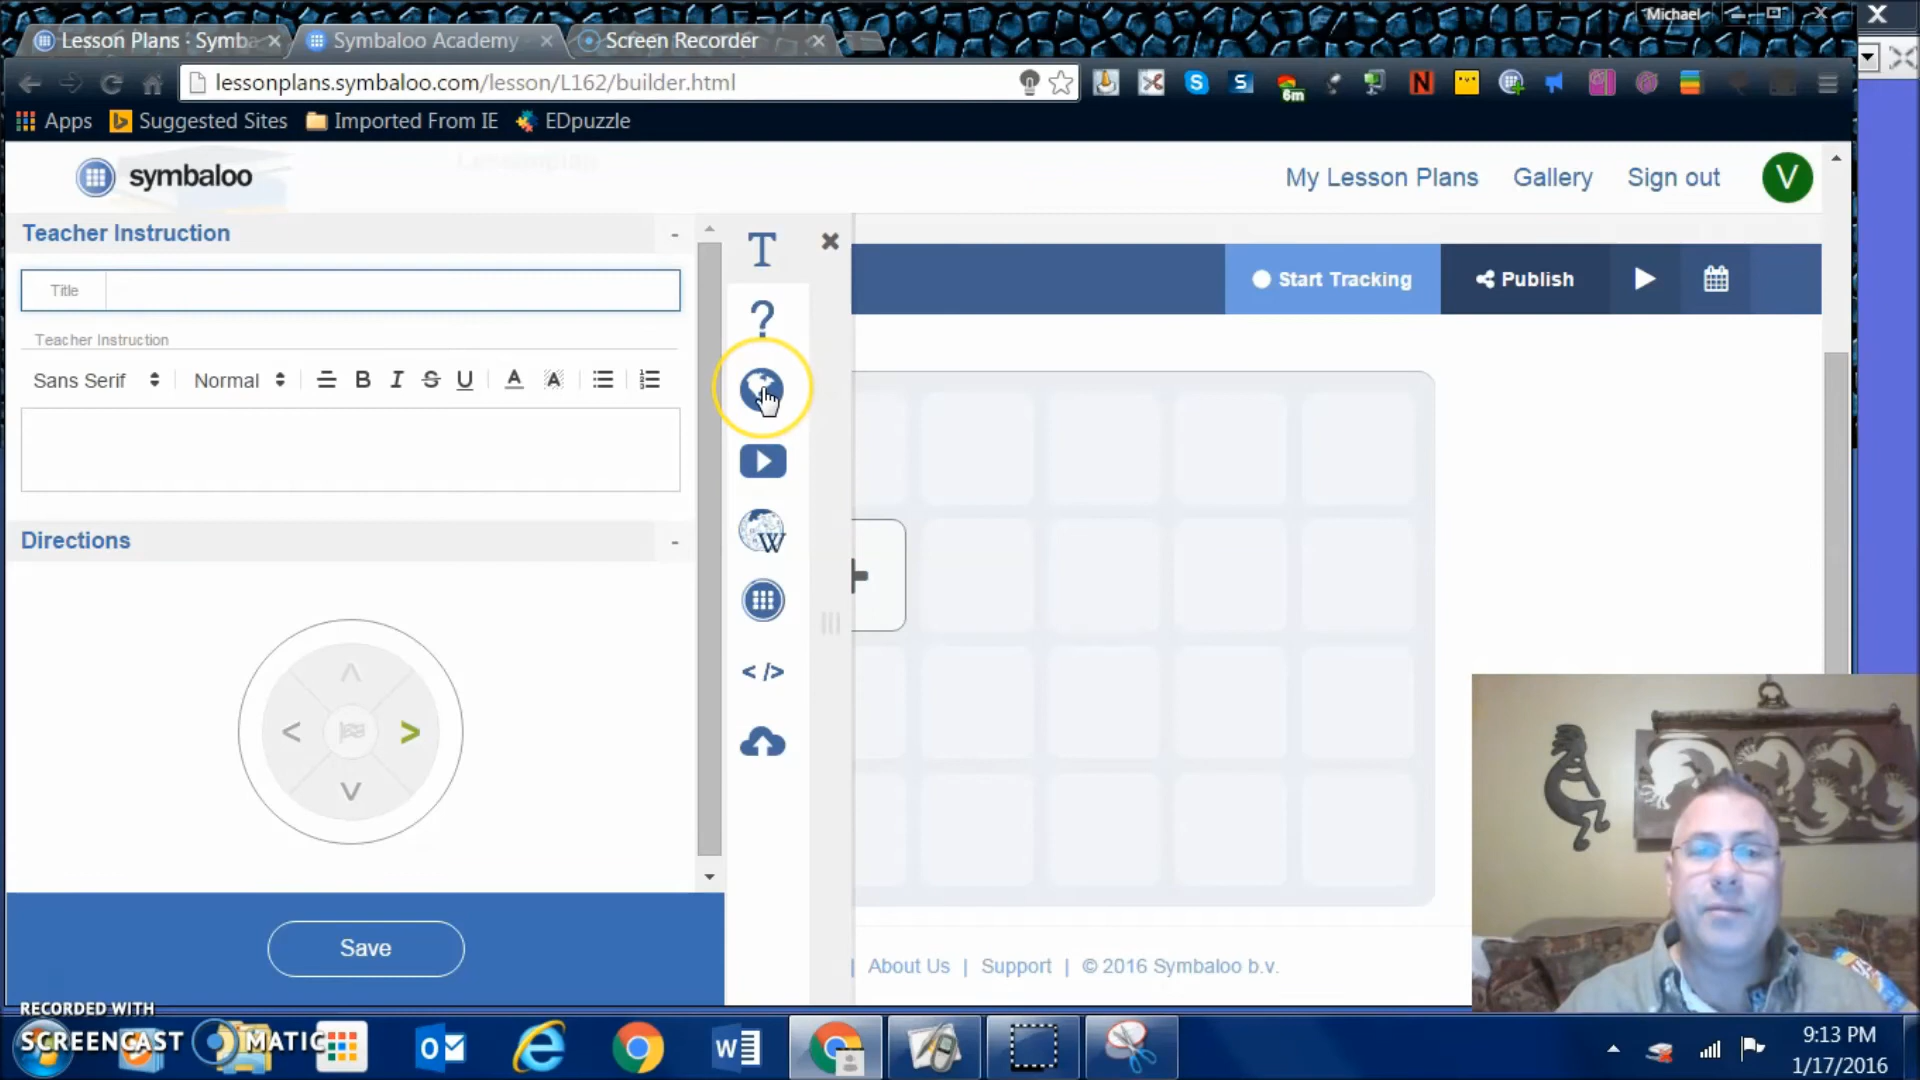 Michael
Lesson Plans - Symba
Symbaloo Academy
Screen Recorder
lessonplans.symbaloo.com/lesson/L162/builder.html
6m
Apps
Suggested Sites
Imported From IE
EDpuzzle
symbaloo
My Lesson Plans
Gallery
Sign out
V
Teacher Instruction
Title
Teacher Instruction
Sans Serif
Normal
B I S U A A
T
?
W
</>
Start Tracking
Publish
Directions
Save
| About Us | Support | © 2016 Symbaloo b.v.
RECORDED WITH
SCREENCAST MATIC
9:13 PM
1/17/2016